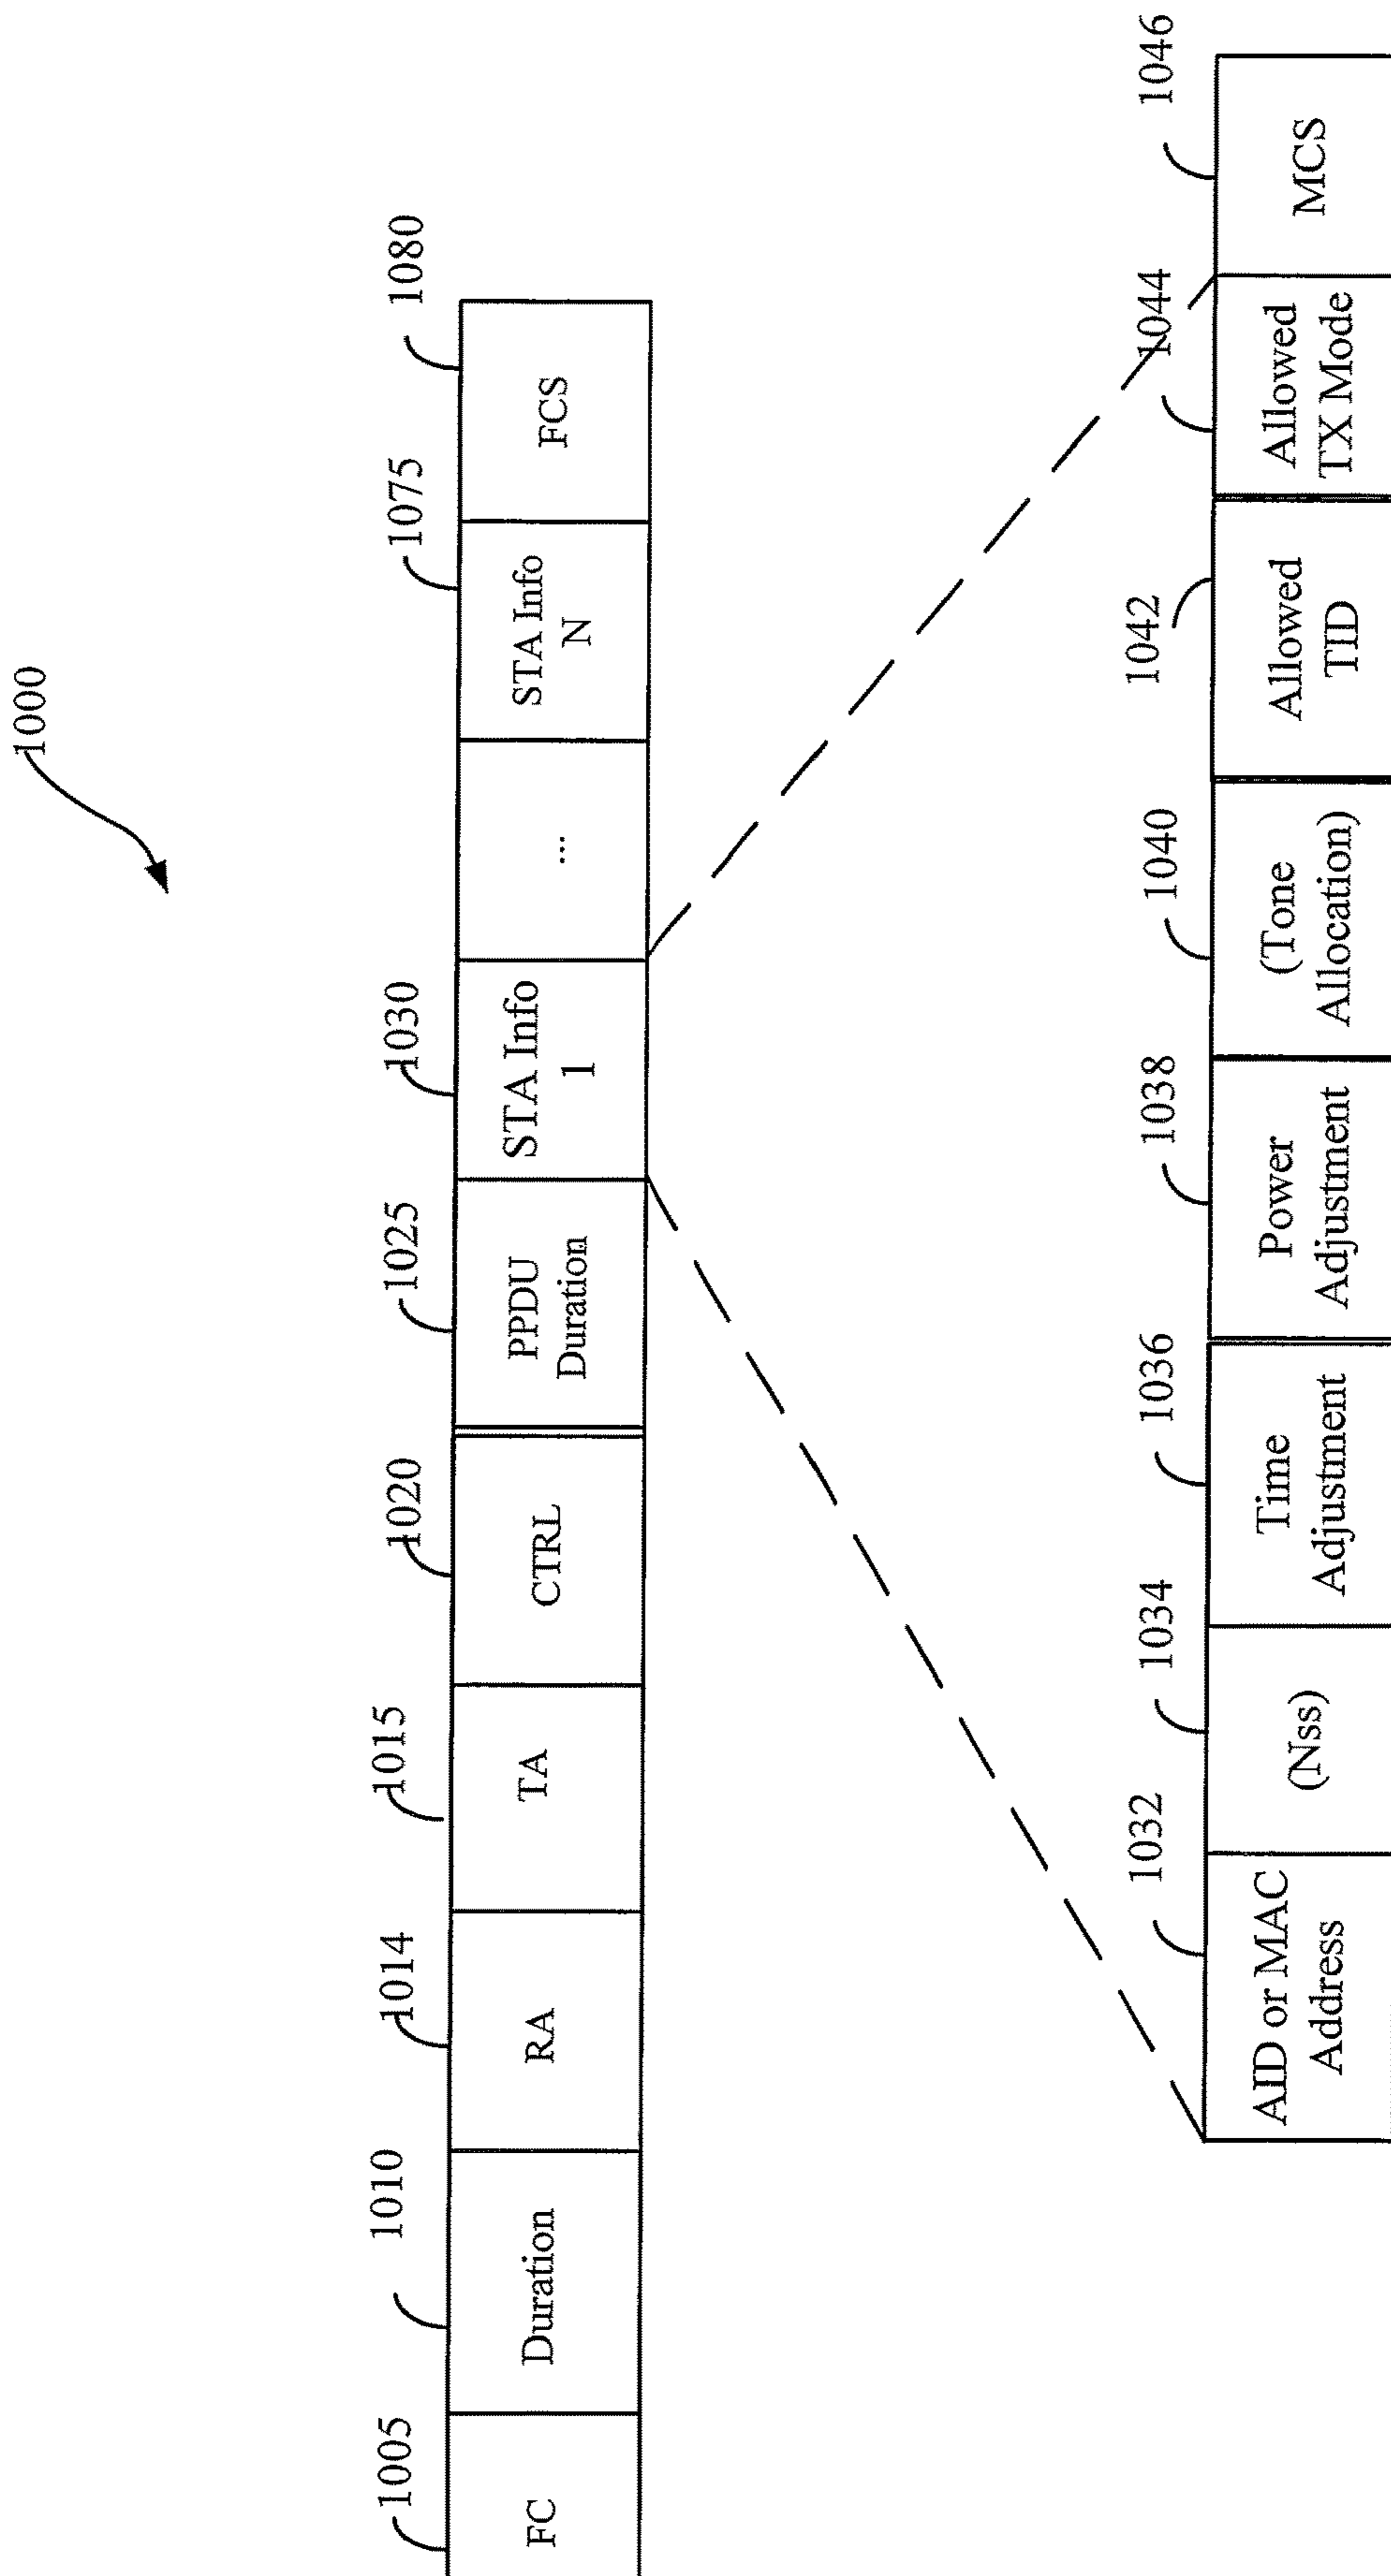 1000
1005
1010
1014
1015
1020
1025
1030
1075
1080
FC
Duration
RA
TA
CTRL
PPDU
Duration
STA Info
1
...
STA Info
N
FCS
1032
1034
1036
1038
1040
1042
1044
1046
AID or MAC
Address
(Nss)
Time
Adjustment
Power
Adjustment
(Tone
Allocation)
Allowed
TID
Allowed
TX Mode
MCS